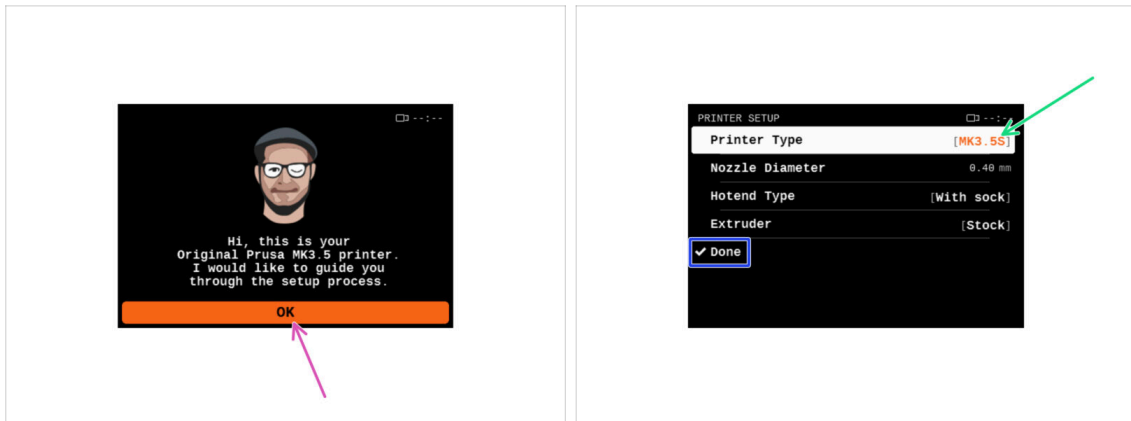 --:--
Hi, this is your
Original Prusa MK3.5 printer.
I would like to guide you
through the setup process.
OK
PRINTER SETUP --:--
Printer Type [MK3.5S]
Nozzle Diameter 0.40 mm
Hotend Type [With sock]
Extruder [Stock]
Done